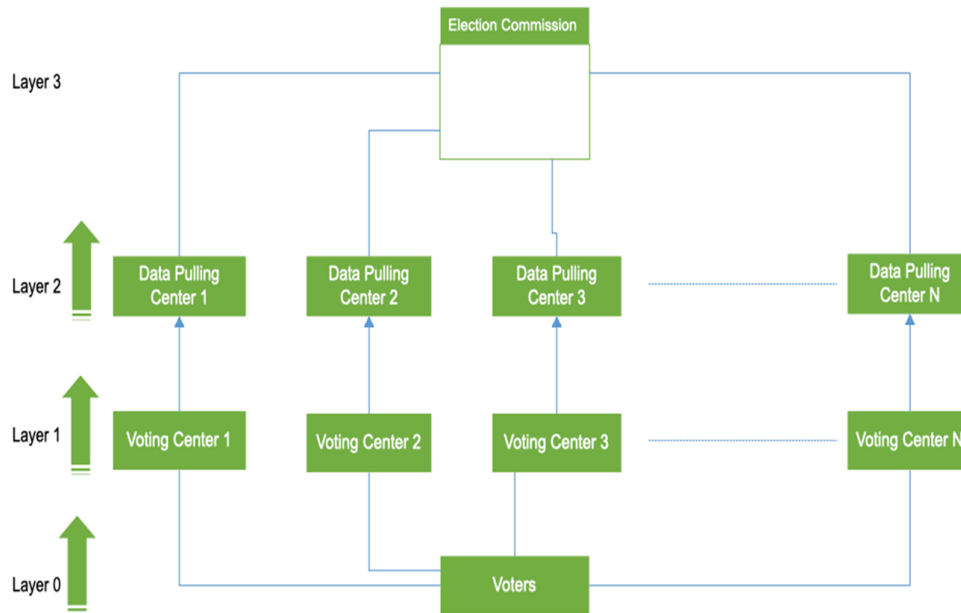 Election Commission
Layer 3
Layer 2
Data Pulling
Center 1
Data Pulling
Center 2
Data Pulling
Center 3
Data Pulling
Center N
Layer 1
Voting Center 1
Voting Center 2
Voting Center 3
Voting Center N
Layer 0
Voters